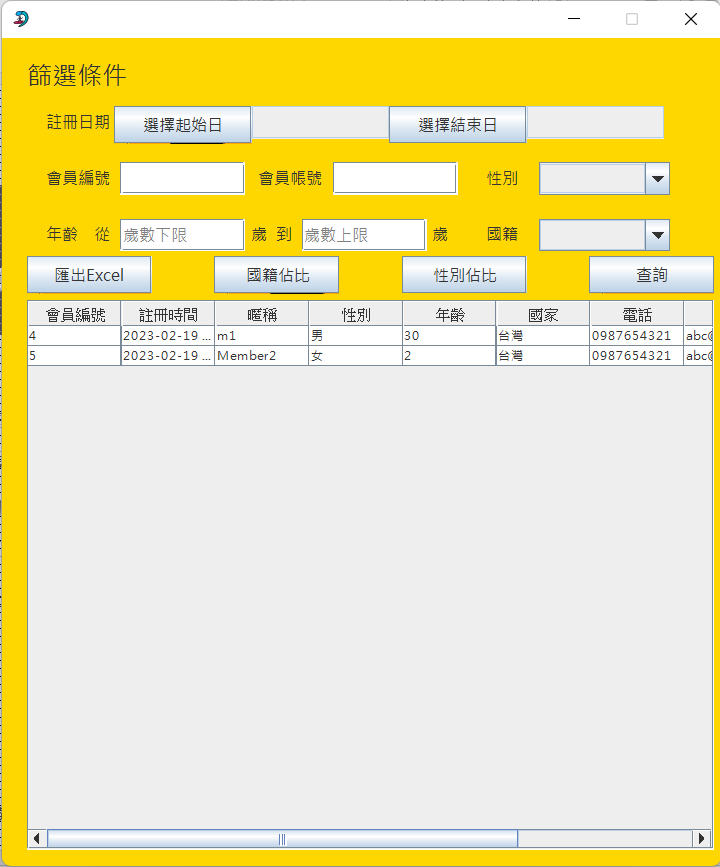 篩選條件
註冊日期 選擇起始日 選擇結束日
會員編號 會員帳號 性別
年齡 從 歲數下限 歲 到 歲數上限 歲 國籍
匯出Excel 國籍佔比 性別佔比 查詢
會員編號 註冊時間 暱稱 性別 年齡 國家 電話
4 2023-02-19 ... m1 男 30 台灣 0987654321 abc@
5 2023-02-19 ... Member2 女 2 台灣 0987654321 abc@